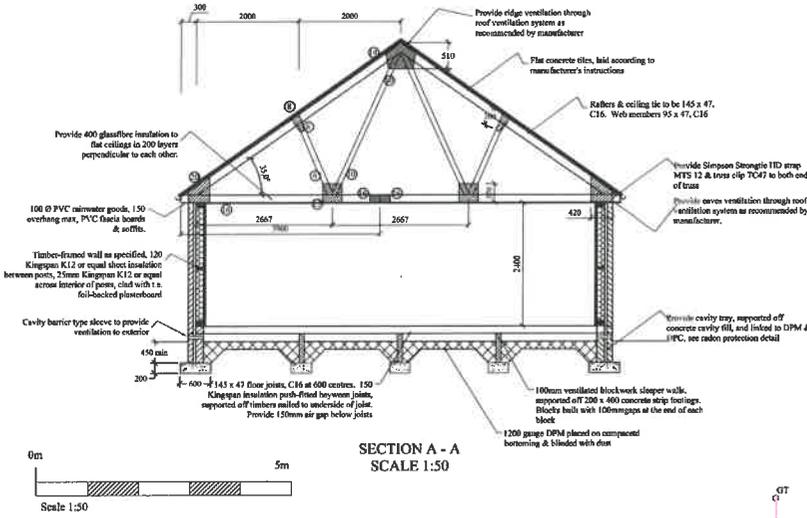 300
2000
2000
Provide ridge ventilation through
roof ventilation system as
recommended by manufacturer
510
Flat concrete tiles, laid according to
manufacturer's instructions
Rafters & ceiling tie to be 145 x 47,
C16. Web members 95 x 47, C16
Provide 400 glassfibre insulation to
flat ceilings in 200 layers
perpendicular to each other.
35.0°
Provide Simpson Strongtie HD strap
MTS 12 & truss clip TC47 to both end
of truss
100 Ø PVC rainwater goods, 150
overhang max, PVC fascia boards
& soffits.
Provide eaves ventilation through roof
ventilation system as recommended by
manufacturer.
2667
2667
420
Timber-framed wall as specified, 120
Kingspan K12 or equal sheet insulation
between posts, 25mm Kingspan K12 or equal
across interior of posts, clad with t.e.
foil-backed plasterboard
2400
Cavity barrier type sleeve to provide
ventilation to exterior
Provide cavity tray, supported off
concrete cavity fill, and linked to DPM &
DPC, see radon protection detail
450 min
200
600
145 x 47 floor joists, C16 at 600 centres. 150
Kingspan insulation push-fitted beyween joists,
supported off timbers nailed to underside of joist.
Provide 150mm air gap below joists
100mm ventilated blockwork sleeper walls,
supported off 200 x 400 concrete strip footings.
Blocks built with 100mmgaps at the end of each
block
1200 gauge DPM placed on compacted
bottoming & blinded with dust
SECTION A - A
SCALE 1:50
0m
5m
Scale 1:50
GT